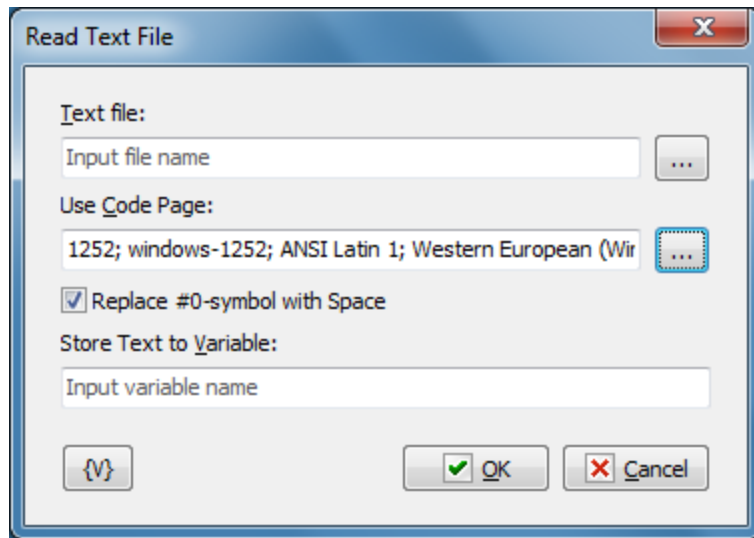 Read Text File
x
Text file:
Input file name
...
Use Code Page:
1252; windows-1252; ANSI Latin 1; Western European (Wir
...
Replace #0-symbol with Space
Store Text to Variable:
Input variable name
{V}
OK
Cancel